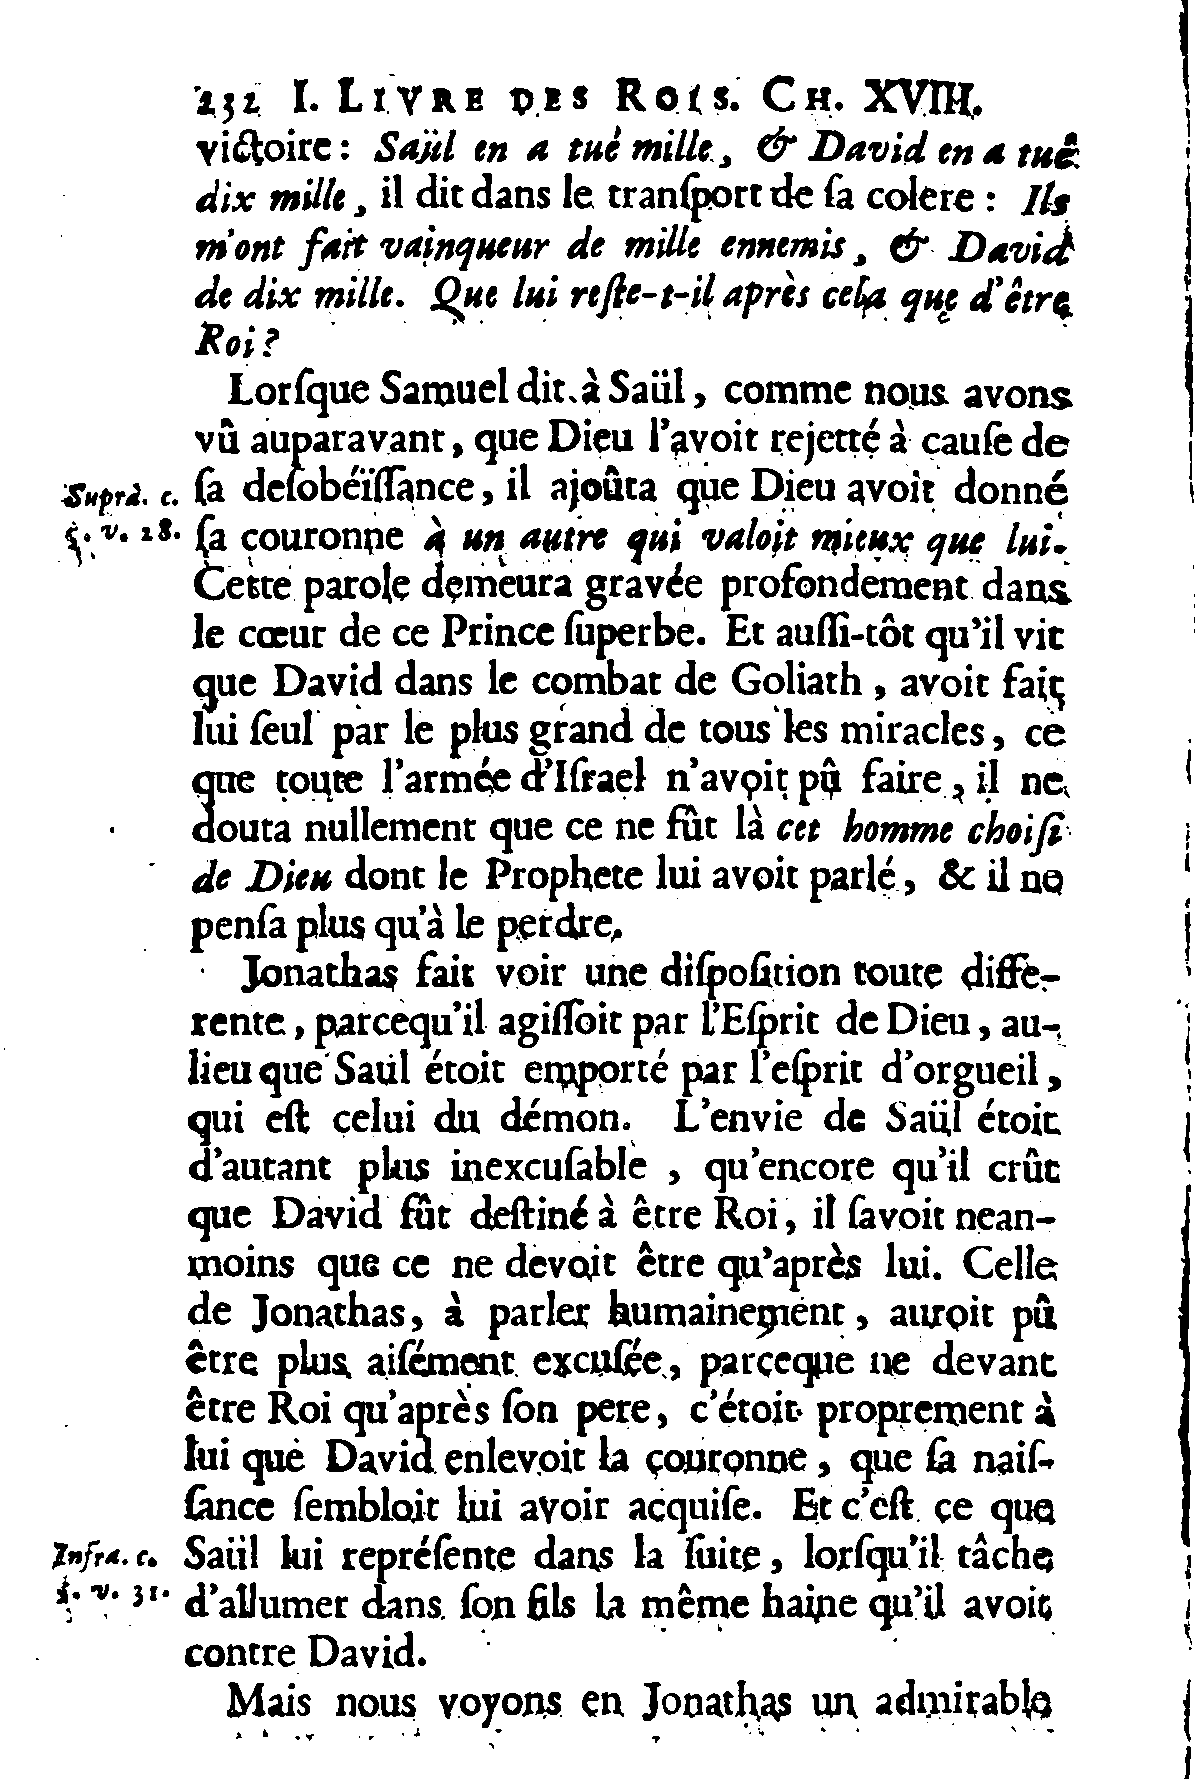 232 I. LIVRE DES ROIS. CH. XVIII.
victoire : Saül en a tué mille, & David en a tué
dix mille, il dit dans le tranſport de ſa colere : Ils
m'ont fait vainqueur de mille ennemis, & David
de dix mille. Que lui reſte-t-il après cela que d'être
Roi?
Lorſque Samuel dit à Saül, comme nous avons
vû auparavant, que Dieu l'avoit rejetté à cauſe de
Suprà. c. ſa deſobéïſſance, il ajoûta que Dieu avoit donné
v. 28. ſa couronne à un autre qui valoit mieux que lui.
Cette parole demeura gravée profondement dans
le cœur de ce Prince ſuperbe. Et auſſi-tôt qu'il vit
que David dans le combat de Goliath, avoit fait
lui ſeul par le plus grand de tous les miracles, ce
que toute l'armée d'Iſrael n'avoit pû faire, il ne
douta nullement que ce ne fût là cet homme choiſi
de Dieu dont le Prophete lui avoit parlé, & il ne
penſa plus qu'à le perdre.
Jonathas fait voir une diſpoſition toute diffe-
rente, parcequ'il agiſſoit par l'Eſprit de Dieu, au-
lieu que Saül étoit emporté par l'eſprit d'orgueil,
qui eſt celui du démon. L'envie de Saül étoit
d'autant plus inexcuſable, qu'encore qu'il crût
que David fût deſtiné à être Roi, il ſavoit nean-
moins que ce ne devoit être qu'après lui. Celle
de Jonathas, à parler humainement, auroit pû
être plus aiſément excuſée, parceque ne devant
être Roi qu'après ſon pere, c'étoit proprement à
lui que David enlevoit la couronne, que ſa naiſ-
ſance ſembloit lui avoir acquiſe. Et c'eſt ce que
Infra. c. Saül lui repréſente dans la ſuite, lorſqu'il tâche
v. 31. d'allumer dans ſon fils la même haine qu'il avoit
contre David.
Mais nous voyons en Jonathas un admirable